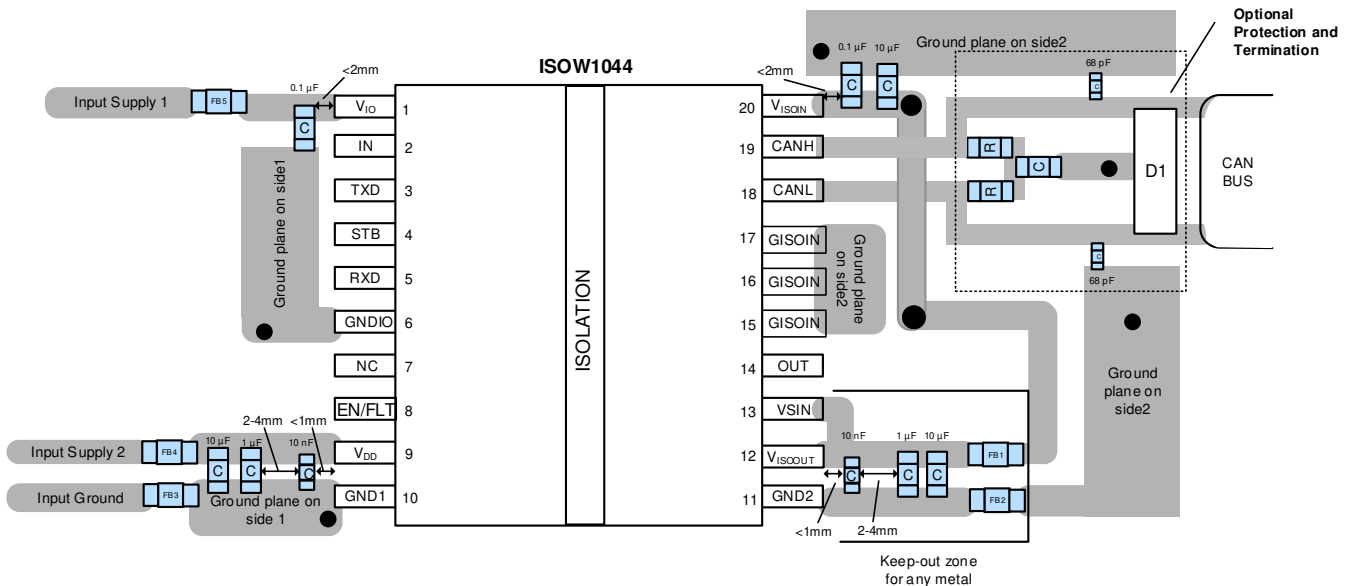 Optional
Protection and
Termination
Ground plane on side2
0.1 µF
10 µF
68 pF
<2mm
ISOW1044
<2mm
0.1 µF
Input Supply 1
FB5
C
VIO
1
IN
2
TXD
3
STB
4
RXD
5
GNDIO
6
NC
7
EN/FLT
8
VDD
9
GND1
10
Ground plane on side1
ISOLATION
20
VISOIN
19
CANH
18
CANL
17
GISOIN
16
GISOIN
15
GISOIN
14
OUT
13
VSIN
12
VISOOUT
11
GND2
C
C
C
R
R
C
D1
CAN
BUS
C
68 pF
Ground plane
on side2
Ground
plane on
side2
2-4mm
<1mm
10 µF
1 µF
10 nF
Input Supply 2
FB4
C
C
C
Input Ground
FB3
Ground plane on
side 1
10 nF
1 µF
10 µF
C
C
C
FB1
FB2
<1mm
2-4mm
Keep-out zone
for any metal